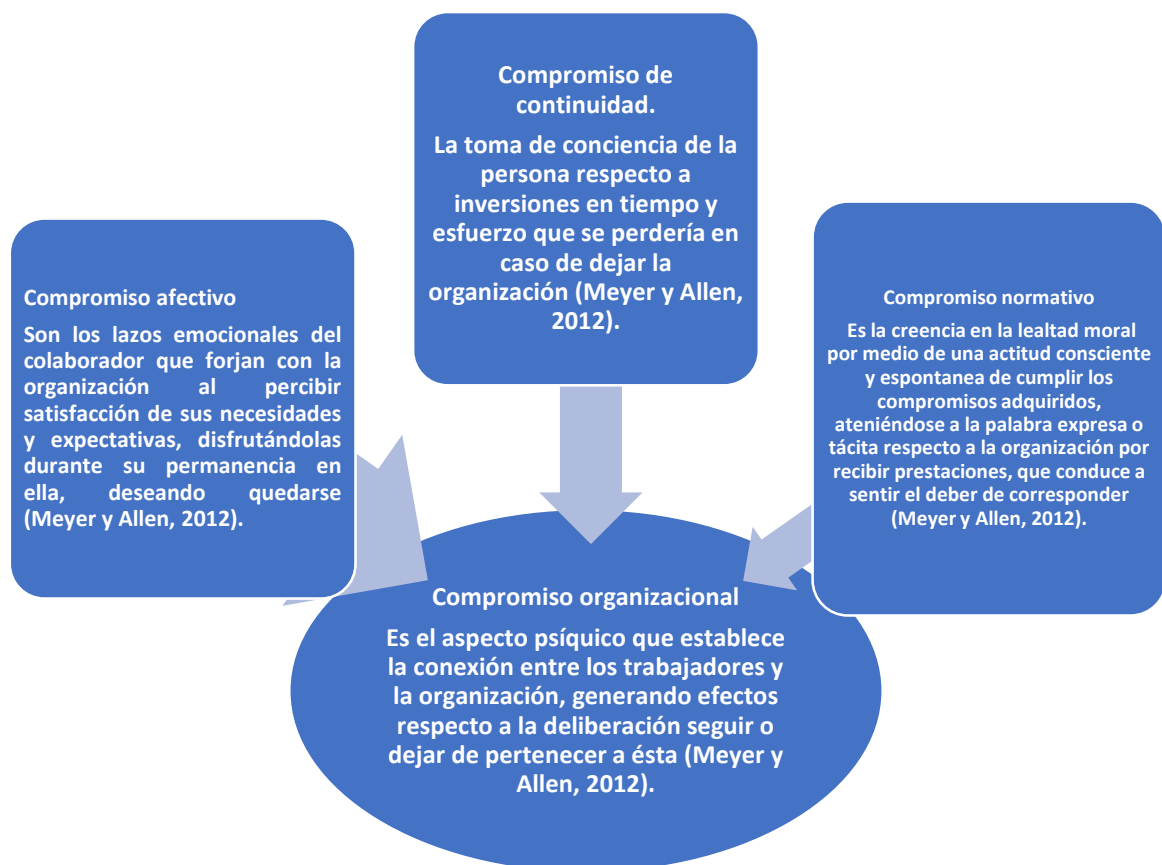 Compromiso de
continuidad.
La toma de conciencia de la
persona respecto a
inversiones en tiempo y
esfuerzo que se perdería en
caso de dejar la
organización (Meyer y Allen,
2012).
Compromiso afectivo
Son los lazos emocionales del
colaborador que forjan con la
organización al percibir
satisfacción de sus necesidades
y expectativas, disfrutándolas
durante su permanencia en
ella, deseando quedarse
(Meyer y Allen, 2012).
Compromiso normativo
Es la creencia en la lealtad moral
por medio de una actitud consciente
y espontanea de cumplir los
compromisos adquiridos,
ateniéndose a la palabra expresa o
tácita respecto a la organización por
recibir prestaciones, que conduce a
sentir el deber de corresponder
(Meyer y Allen, 2012).
Compromiso organizacional
Es el aspecto psíquico que establece
la conexión entre los trabajadores y
la organización, generando efectos
respecto a la deliberación seguir o
dejar de pertenecer a ésta (Meyer y
Allen, 2012).